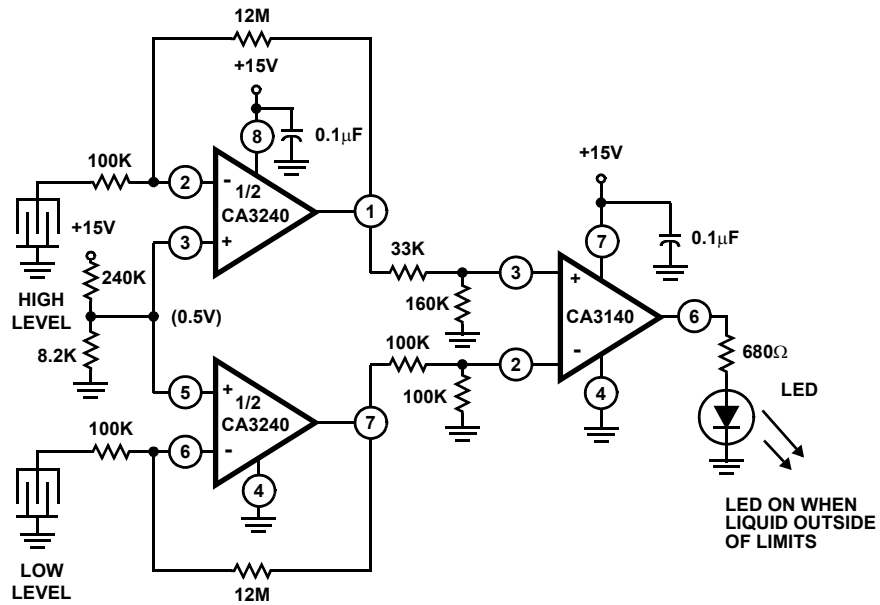 12M
+15V
8
0.1μF
100K
2
-
1/2
CA3240
1
+15V
3
+
+15V
7
0.1μF
240K
HIGH
LEVEL
(0.5V)
33K
3
+
160K
CA3140
6
8.2K
680Ω
100K
2
-
LED
5
+
1/2
CA3240
7
100K
4
100K
6
-
4
LED ON WHEN
LIQUID OUTSIDE
OF LIMITS
LOW
LEVEL
12M